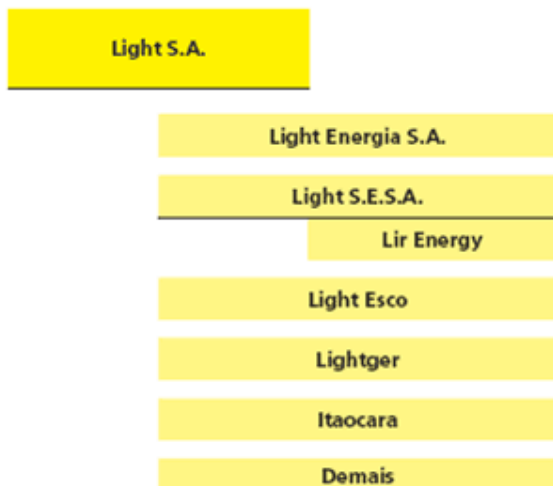 Light S.A.
Light Energia S.A.
Light S.E.S.A.
Lir Energy
Light Esco
Lightger
Itaocara
Demais